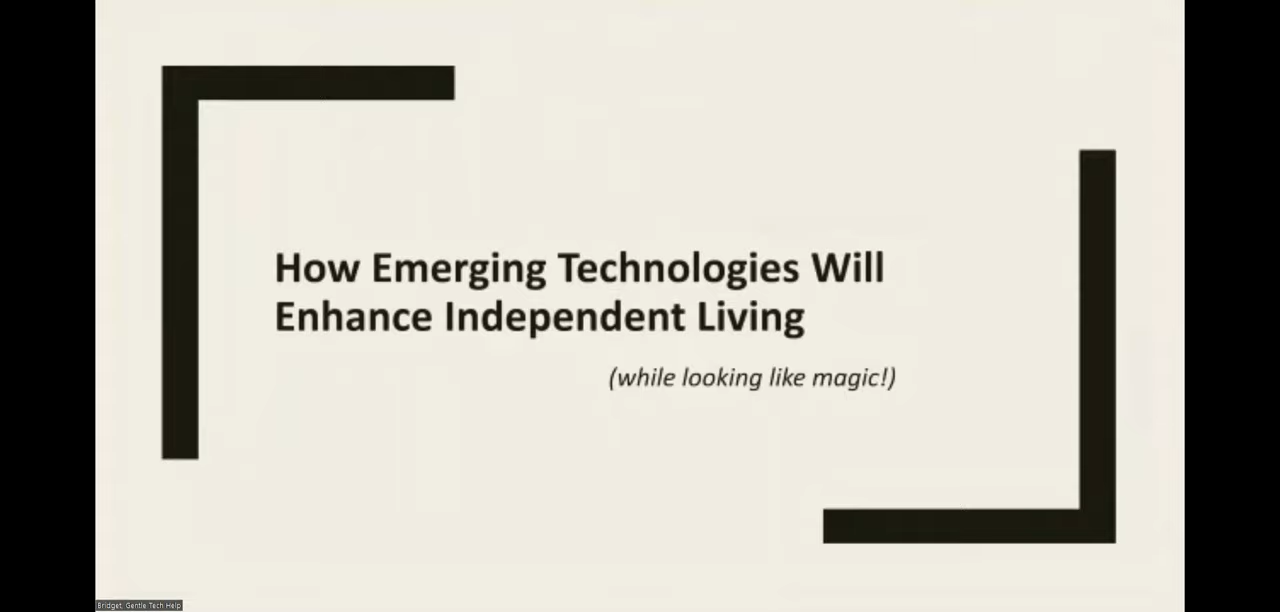 How Emerging Technologies Will
Enhance Independent Living
(while looking like magic!)
Bridget, Gentle Tech Help